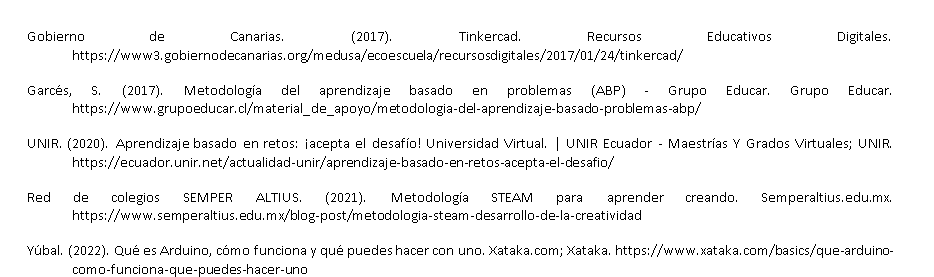 Gobierno de Canarias. (2017). Tinkercad. Recursos Educativos Digitales.
https://www3.gobiernodecanarias.org/medusa/ecoescuela/recursosdigitales/2017/01/24/tinkercad/
Garcés, S. (2017). Metodología del aprendizaje basado en problemas (ABP) - Grupo Educar. Grupo Educar.
https://www.grupoeducar.cl/material_de_apoyo/metodologia-del-aprendizaje-basado-problemas-abp/
UNIR. (2020). Aprendizaje basado en retos: ¡acepta el desafío! Universidad Virtual. | UNIR Ecuador - Maestrías Y Grados Virtuales; UNIR.
https://ecuador.unir.net/actualidad-unir/aprendizaje-basado-en-retos-acepta-el-desafio/
Red de colegios SEMPER ALTIUS. (2021). Metodología STEAM para aprender creando. Semperaltius.edu.mx.
https://www.semperaltius.edu.mx/blog-post/metodologia-steam-desarrollo-de-la-creatividad
Yúbal. (2022). Qué es Arduino, cómo funciona y qué puedes hacer con uno. Xataka.com; Xataka. https://www.xataka.com/basics/que-arduino-
como-funciona-que-puedes-hacer-uno